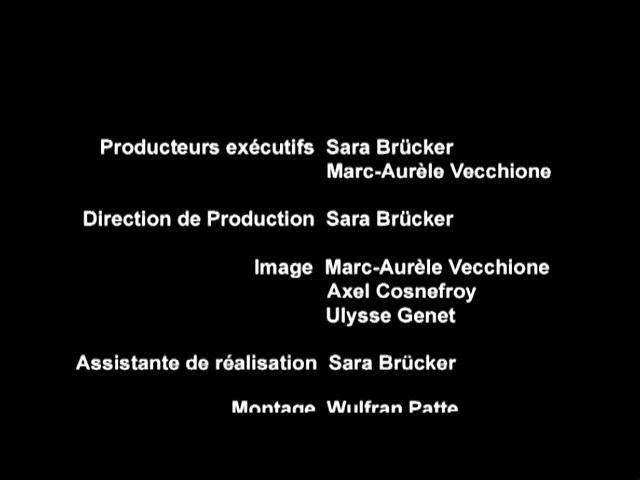 Producteurs exécutifs Sara Brücker
Marc-Aurèle Vecchione
Direction de Production Sara Brücker
Image Marc-Aurèle Vecchione
Axel Cosnefroy
Ulysse Genet
Assistante de réalisation Sara Brücker
Montage Wulfran Patte